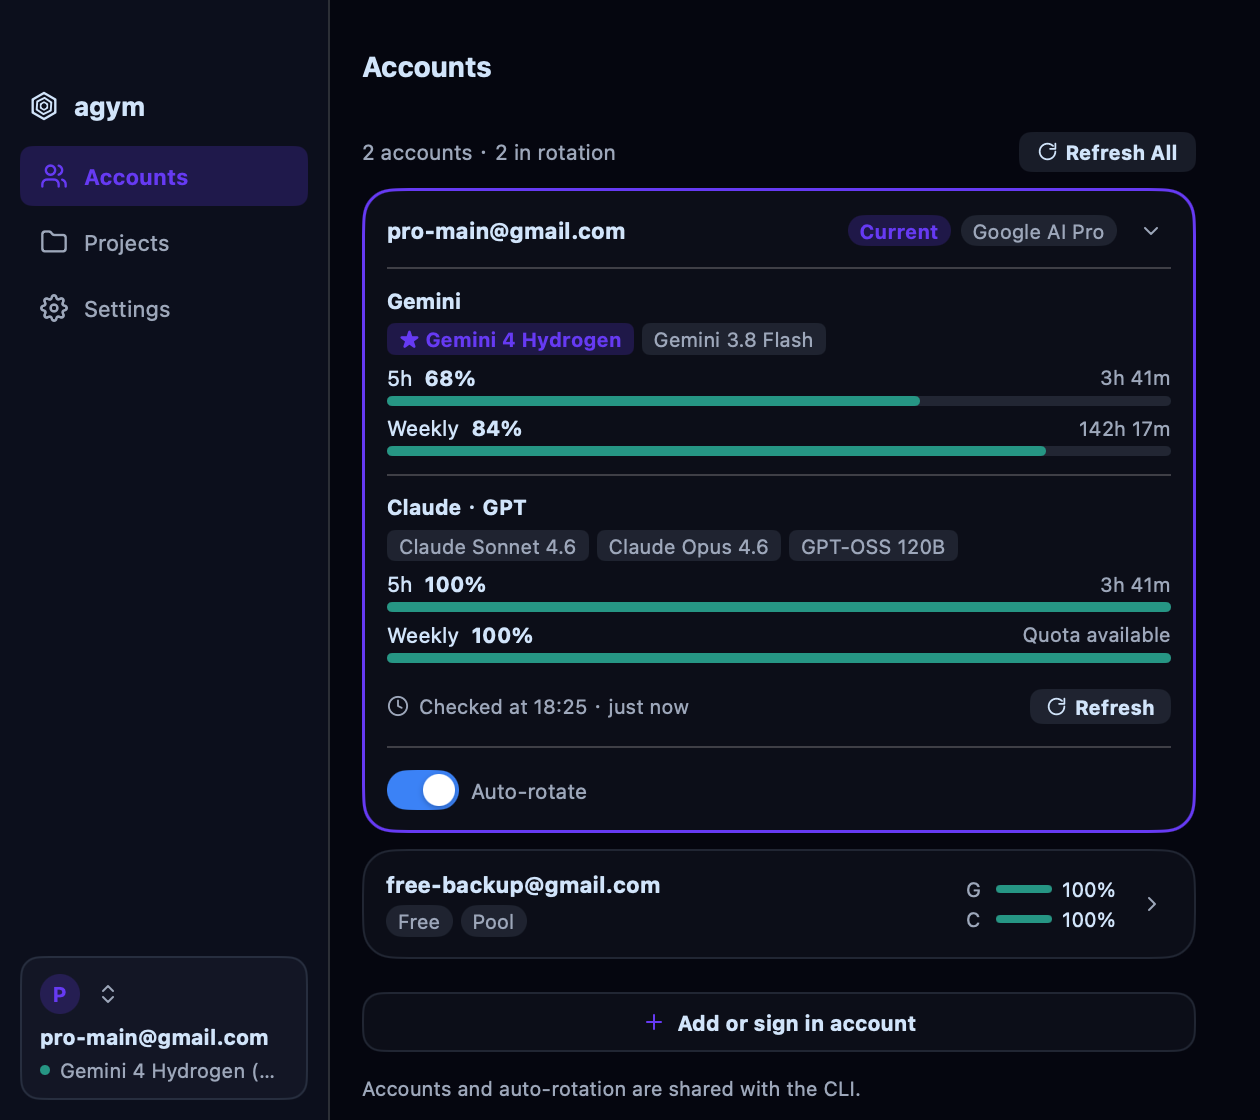 agym
Accounts
Projects
Settings
P
pro-main@gmail.com
Gemini 4 Hydrogen (...
Accounts
2 accounts · 2 in rotation
Refresh All
pro-main@gmail.com
Current
Google AI Pro
Gemini
Gemini 4 Hydrogen
Gemini 3.8 Flash
5h 68%
3h 41m
Weekly 84%
142h 17m
Claude · GPT
Claude Sonnet 4.6
Claude Opus 4.6
GPT-OSS 120B
5h 100%
3h 41m
Weekly 100%
Quota available
Checked at 18:25 · just now
Refresh
Auto-rotate
free-backup@gmail.com
Free
Pool
G 100%
C 100%
+ Add or sign in account
Accounts and auto-rotation are shared with the CLI.